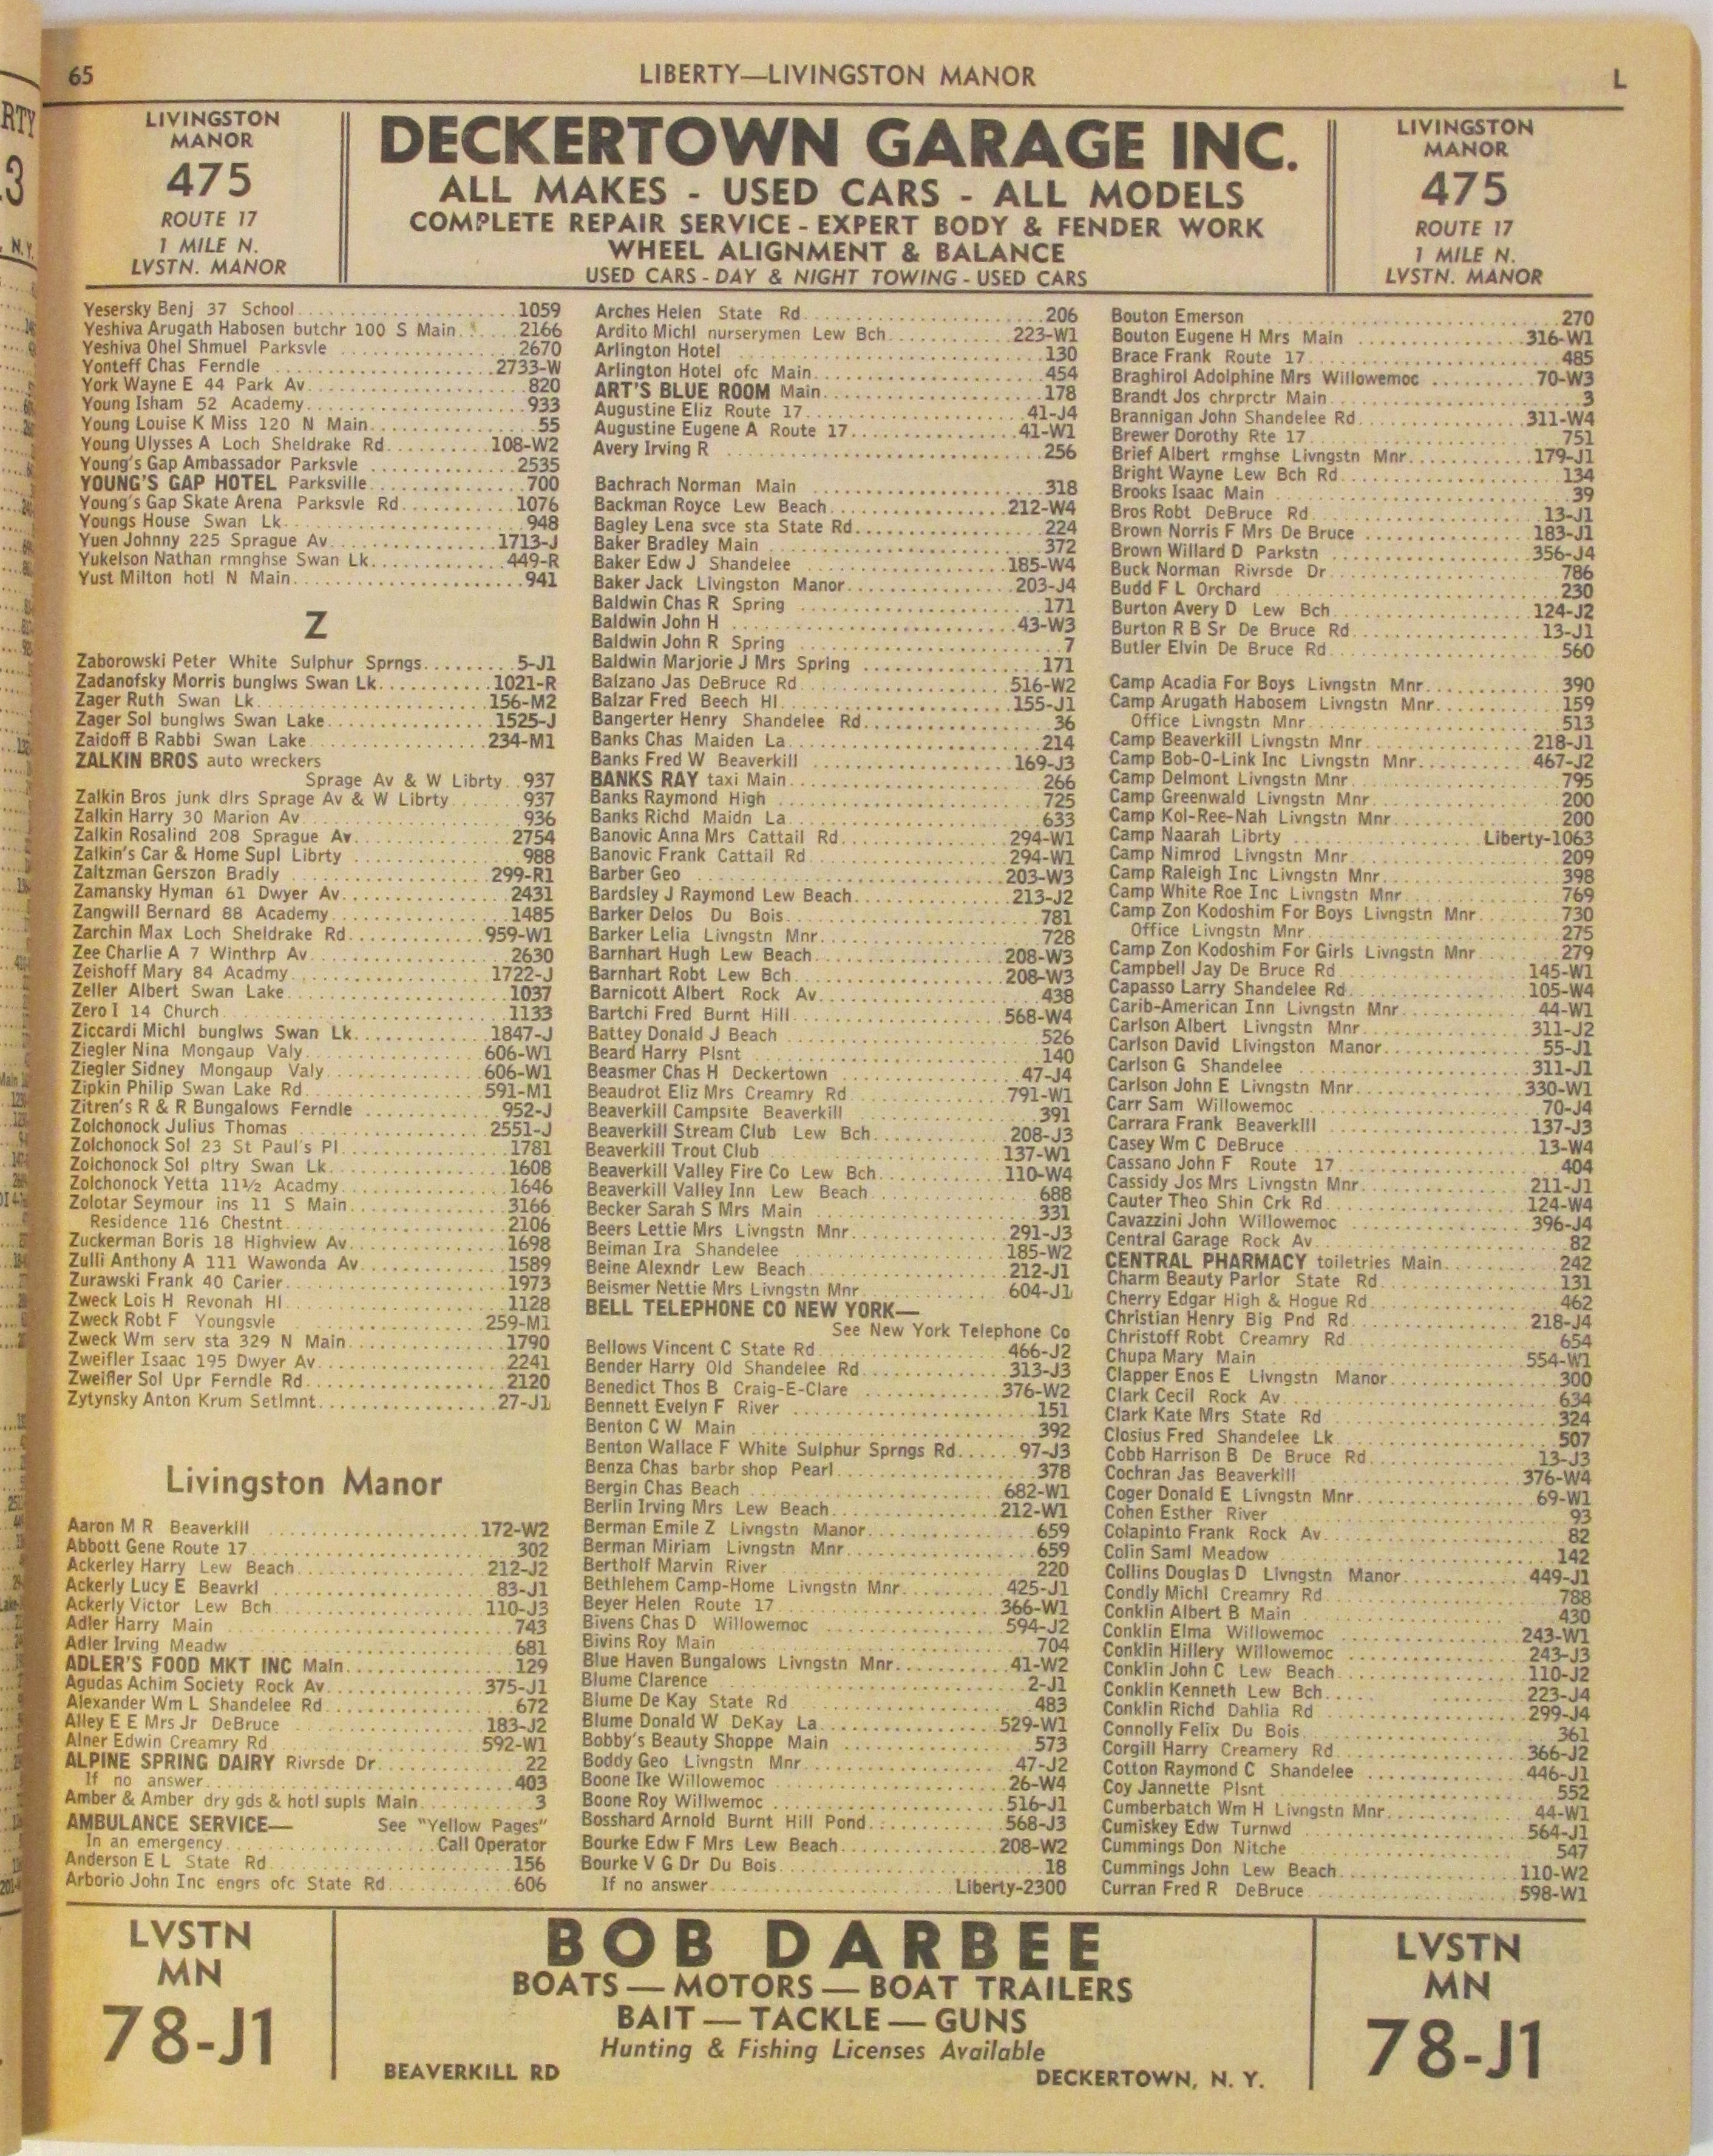 65
LIBERTY—LIVINGSTON MANOR
L
LIVINGSTON
MANOR
475
ROUTE 17
1 MILE N.
LVSTN. MANOR
DECKERTOWN GARAGE INC.
ALL MAKES - USED CARS - ALL MODELS
COMPLETE REPAIR SERVICE - EXPERT BODY & FENDER WORK
WHEEL ALIGNMENT & BALANCE
USED CARS - DAY & NIGHT TOWING - USED CARS
LIVINGSTON
MANOR
475
ROUTE 17
1 MILE N.
LVSTN. MANOR
Yesersky Benj 37 School 1059
Yeshiva Arugath Habosen butchr 100 S Main 2166
Yeshiva Ohel Shmuel Parksvle 2670
Yonteff Chas Ferndle 2733-W
York Wayne E 44 Park Av 820
Young Isham 52 Academy 933
Young Louise K Miss 120 N Main 55
Young Ulysses A Loch Sheldrake Rd 108-W2
Young's Gap Ambassador Parksvle 2535
YOUNG'S GAP HOTEL Parksville 700
Young's Gap Skate Arena Parksvle Rd 1076
Youngs House Swan Lk 948
Yuen Johnny 225 Sprague Av 1713-J
Yukelson Nathan rmnghse Swan Lk 449-R
Yust Milton hotl N Main 941
Z
Zaborowski Peter White Sulphur Sprngs 5-J1
Zadanofsky Morris bunglws Swan Lk 1021-R
Zager Ruth Swan Lk 156-M2
Zager Sol bunglws Swan Lake 1525-J
Zaidoff B Rabbi Swan Lake 234-M1
ZALKIN BROS auto wreckers
Sprage Av & W Librty 937
Zalkin Bros junk dlrs Sprage Av & W Librty 937
Zalkin Harry 30 Marion Av 936
Zalkin Rosalind 208 Sprague Av 2754
Zalkin's Car & Home Supl Librty 988
Zaltzman Gerszon Bradly 299-R1
Zamansky Hyman 61 Dwyer Av 2431
Zangwill Bernard 88 Academy 1485
Zarchin Max Loch Sheldrake Rd 959-W1
Zee Charlie A 7 Winthrp Av 2630
Zeishoff Mary 84 Acadmy 1722-J
Zeller Albert Swan Lake 1037
Zero I 14 Church 1133
Ziccardi Michl bunglws Swan Lk 1847-J
Ziegler Nina Mongaup Valy 606-W1
Ziegler Sidney Mongaup Valy 606-W1
Zipkin Philip Swan Lake Rd 591-M1
Zitren's R & R Bungalows Ferndle 952-J
Zolchonock Julius Thomas 2551-J
Zolchonock Sol 23 St Paul's Pl 1781
Zolchonock Sol pltry Swan Lk 1608
Zolchonock Yetta 11½ Acadmy 1646
Zolotar Seymour ins 11 S Main 3166
Residence 116 Chestnt 2106
Zuckerman Boris 18 Highview Av 1698
Zulli Anthony A 111 Wawonda Av 1589
Zurawski Frank 40 Carier 1973
Zweck Lois H Revonah Hl 1128
Zweck Robt F Youngsvle 259-M1
Zweck Wm serv sta 329 N Main 1790
Zweifler Isaac 195 Dwyer Av 2241
Zweifler Sol Upr Ferndle Rd 2120
Zytynsky Anton Krum Setlmnt 27-J1
Livingston Manor
Aaron M R Beaverkill 172-W2
Abbott Gene Route 17 302
Ackerley Harry Lew Beach 212-J2
Ackerly Lucy E Beavrkl 83-J1
Ackerly Victor Lew Bch 110-J3
Adler Harry Main 743
Adler Irving Meadw 681
ADLER'S FOOD MKT INC Main 129
Agudas Achim Society Rock Av 375-J1
Alexander Wm L Shandelee Rd 672
Alley E E Mrs Jr DeBruce 183-J2
Alner Edwin Creamry Rd 592-W1
ALPINE SPRING DAIRY Rivrsde Dr 22
If no answer 403
Amber & Amber dry gds & hotl supls Main 3
AMBULANCE SERVICE— See "Yellow Pages"
In an emergency Call Operator
Anderson E L State Rd 156
Arborio John Inc engrs ofc State Rd 606
Arches Helen State Rd 206
Ardito Michl nurserymen Lew Bch 223-W1
Arlington Hotel 130
Arlington Hotel ofc Main 454
ART'S BLUE ROOM Main 178
Augustine Eliz Route 17 41-J4
Augustine Eugene A Route 17 41-W1
Avery Irving R 256
Bachrach Norman Main 318
Backman Royce Lew Beach 212-W4
Bagley Lena svce sta State Rd 224
Baker Bradley Main 372
Baker Edw J Shandelee 185-W4
Baker Jack Livingston Manor 203-J4
Baldwin Chas R Spring 171
Baldwin John H 43-W3
Baldwin John R Spring 7
Baldwin Marjorie J Mrs Spring 171
Balzano Jas DeBruce Rd 516-W2
Balzar Fred Beech Hl 155-J1
Bangerter Henry Shandelee Rd 36
Banks Chas Maiden La 214
Banks Fred W Beaverkill 169-J3
BANKS RAY taxi Main 266
Banks Raymond High 725
Banks Richd Maidn La 633
Banovic Anna Mrs Cattail Rd 294-W1
Banovic Frank Cattail Rd 294-W1
Barber Geo 203-W3
Bardsley J Raymond Lew Beach 213-J2
Barker Delos Du Bois 781
Barker Lelia Livngstn Mnr 728
Barnhart Hugh Lew Beach 208-W3
Barnhart Robt Lew Bch 208-W3
Barnicott Albert Rock Av 438
Bartchi Fred Burnt Hill 568-W4
Battey Donald J Beach 526
Beard Harry Plsnt 140
Beasmer Chas H Deckertown 47-J4
Beaudrot Eliz Mrs Creamry Rd 791-W1
Beaverkill Campsite Beaverkill 391
Beaverkill Stream Club Lew Bch 208-J3
Beaverkill Trout Club 137-W1
Beaverkill Valley Fire Co Lew Bch 110-W4
Beaverkill Valley Inn Lew Beach 688
Becker Sarah S Mrs Main 331
Beers Lettie Mrs Livngstn Mnr 291-J3
Beiman Ira Shandelee 185-W2
Beine Alexndr Lew Beach 212-J1
Beismer Nettie Mrs Livngstn Mnr 604-J1
BELL TELEPHONE CO NEW YORK—
See New York Telephone Co
Bellows Vincent C State Rd 466-J2
Bender Harry Old Shandelee Rd 313-J3
Benedict Thos B Craig-E-Clare 376-W2
Bennett Evelyn F River 151
Benton C W Main 392
Benton Wallace F White Sulphur Sprngs Rd 97-J3
Benza Chas barbr shop Pearl 378
Bergin Chas Beach 682-W1
Berlin Irving Mrs Lew Beach 212-W1
Berman Emile Z Livngstn Manor 659
Berman Miriam Livngstn Mnr 659
Bertholf Marvin River 220
Bethlehem Camp-Home Livngstn Mnr 425-J1
Beyer Helen Route 17 366-W1
Bivens Chas D Willowemoc 594-J2
Bivins Roy Main 704
Blue Haven Bungalows Livngstn Mnr 41-W2
Blume Clarence 2-J1
Blume De Kay State Rd 483
Blume Donald W DeKay La 529-W1
Bobby's Beauty Shoppe Main 573
Boddy Geo Livngstn Mnr 47-J2
Boone Ike Willowemoc 26-W4
Boone Roy Willwemoc 516-J1
Bosshard Arnold Burnt Hill Pond 568-J3
Bourke Edw F Mrs Lew Beach 208-W2
Bourke V G Dr Du Bois 18
If no answer Liberty-2300
Bouton Emerson 270
Bouton Eugene H Mrs Main 316-W1
Brace Frank Route 17 485
Braghirol Adolphine Mrs Willowemoc 70-W3
Brandt Jos chrprctr Main 3
Brannigan John Shandelee Rd 311-W4
Brewer Dorothy Rte 17 751
Brief Albert rmghse Livngstn Mnr 179-J1
Bright Wayne Lew Bch Rd 134
Brooks Isaac Main 39
Bros Robt DeBruce Rd 13-J1
Brown Norris F Mrs De Bruce 183-J1
Brown Willard D Parkstn 356-J4
Buck Norman Rivrsde Dr 786
Budd F L Orchard 230
Burton Avery D Lew Bch 124-J2
Burton R B Sr De Bruce Rd 13-J1
Butler Elvin De Bruce Rd 560
Camp Acadia For Boys Livngstn Mnr 390
Camp Arugath Habosem Livngstn Mnr 159
Office Livngstn Mnr 513
Camp Beaverkill Livngstn Mnr 218-J1
Camp Bob-O-Link Inc Livngstn Mnr 467-J2
Camp Delmont Livngstn Mnr 795
Camp Greenwald Livngstn Mnr 200
Camp Kol-Ree-Nah Livngstn Mnr 200
Camp Naarah Librty Liberty-1063
Camp Nimrod Livngstn Mnr 209
Camp Raleigh Inc Livngstn Mnr 398
Camp White Roe Inc Livngstn Mnr 769
Camp Zon Kodoshim For Boys Livngstn Mnr 730
Office Livngstn Mnr 275
Camp Zon Kodoshim For Girls Livngstn Mnr 279
Campbell Jay De Bruce Rd 145-W1
Capasso Larry Shandelee Rd 105-W4
Carib-American Inn Livngstn Mnr 44-W1
Carlson Albert Livngstn Mnr 311-J2
Carlson David Livingston Manor 55-J1
Carlson G Shandelee 311-J1
Carlson John E Livngstn Mnr 330-W1
Carr Sam Willowemoc 70-J4
Carrara Frank Beaverkill 137-J3
Casey Wm C DeBruce 13-W4
Cassano John F Route 17 404
Cassidy Jos Mrs Livngstn Mnr 211-J1
Cauter Theo Shin Crk Rd 124-W4
Cavazzini John Willowemoc 396-J4
Central Garage Rock Av 82
CENTRAL PHARMACY toiletries Main 242
Charm Beauty Parlor State Rd 131
Cherry Edgar High & Hogue Rd 462
Christian Henry Big Pnd Rd 218-J4
Christoff Robt Creamry Rd 654
Chupa Mary Main 554-W1
Clapper Enos E Livngstn Manor 300
Clark Cecil Rock Av 634
Clark Kate Mrs State Rd 324
Closius Fred Shandelee Lk 507
Cobb Harrison B De Bruce Rd 13-J3
Cochran Jas Beaverkill 376-W4
Coger Donald E Livngstn Mnr 69-W1
Cohen Esther River 93
Colapinto Frank Rock Av 82
Colin Saml Meadow 142
Collins Douglas D Livngstn Manor 449-J1
Condly Michl Creamry Rd 788
Conklin Albert B Main 430
Conklin Elma Willowemoc 243-W1
Conklin Hillery Willowemoc 243-J3
Conklin John C Lew Beach 110-J2
Conklin Kenneth Lew Bch 223-J4
Conklin Richd Dahlia Rd 299-J4
Connolly Felix Du Bois 361
Corgill Harry Creamery Rd 366-J2
Cotton Raymond C Shandelee 446-J1
Coy Jannette Plsnt 552
Cumberbatch Wm H Livngstn Mnr 44-W1
Cumiskey Edw Turnwd 564-J1
Cummings Don Nitche 547
Cummings John Lew Beach 110-W2
Curran Fred R DeBruce 598-W1
LVSTN
MN
78-J1
BOB DARBEE
BOATS — MOTORS — BOAT TRAILERS
BAIT — TACKLE — GUNS
Hunting & Fishing Licenses Available
BEAVERKILL RD
DECKERTOWN, N. Y.
LVSTN
MN
78-J1